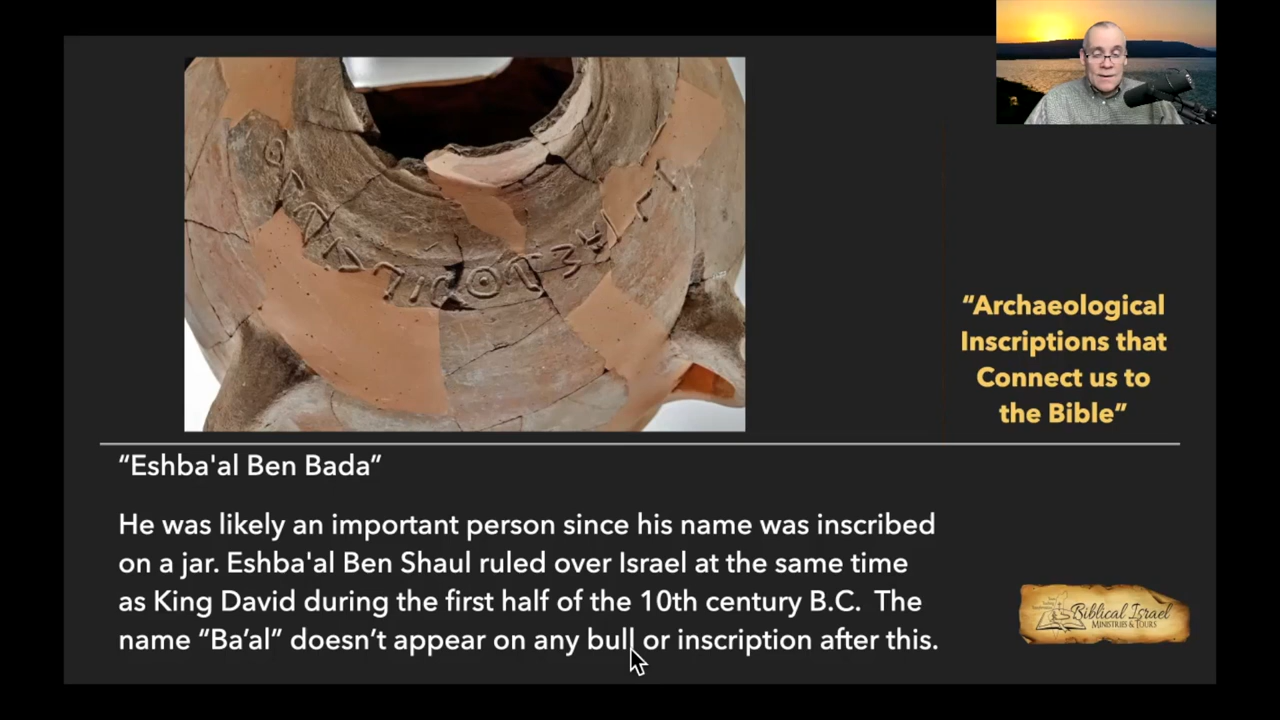 “Archaeological
Inscriptions that
Connect us to
the Bible”
“Eshba'al Ben Bada”
He was likely an important person since his name was inscribed
on a jar. Eshba'al Ben Shaul ruled over Israel at the same time
as King David during the first half of the 10th century B.C. The
name “Ba’al” doesn’t appear on any bull or inscription after this.
Biblical Israel
Ministries & Tours